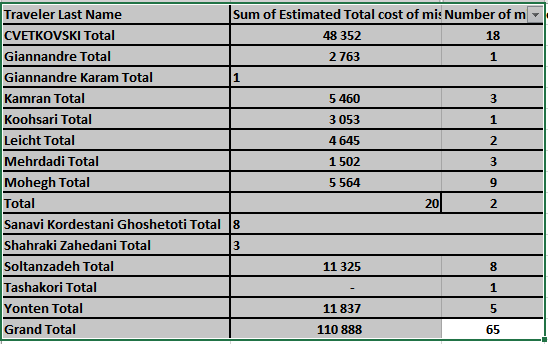 Traveler Last Name Sum of Estimated Total cost of mis Number of m
CVETKOVSKI Total 48 352 18
Giannandre Total 2 763 1
Giannandre Karam Total 1
Kamran Total 5 460 3
Koohsari Total 3 053 1
Leicht Total 4 645 2
Mehrdadi Total 1 502 3
Mohegh Total 5 564 9
Total 20 2
Sanavi Kordestani Ghoshetoti Total 8
Shahraki Zahedani Total 3
Soltanzadeh Total 11 325 8
Tashakori Total - 1
Yonten Total 11 837 5
Grand Total 110 888 65